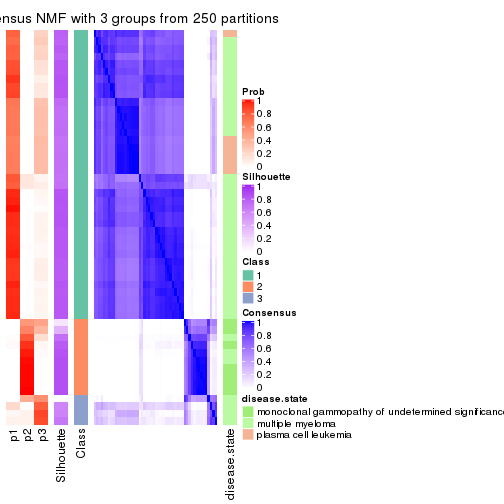 ensus NMF with 3 groups from 250 partitions
Prob
1
0.8
0.6
0.4
0.2
0
Silhouette
1
0.8
0.6
0.4
0.2
0
Class
1
2
3
Consensus
1
0.8
0.6
0.4
0.2
0
disease.state
monoclonal gammopathy of undetermined significance
multiple myeloma
plasma cell leukemia
p1
p2
p3
Silhouette
Class
disease.state